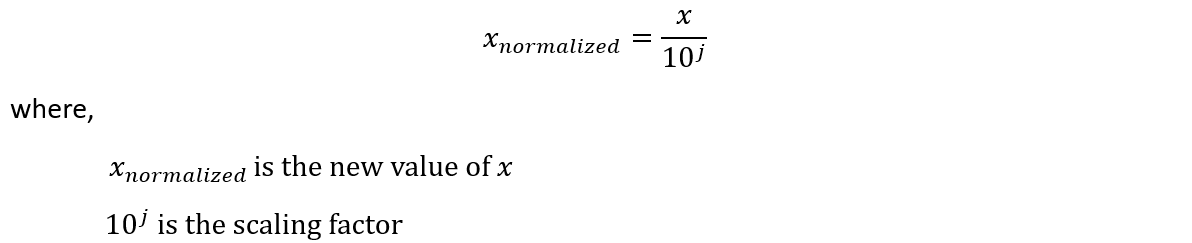 x_normalized = x / 10^j
where,
x_normalized is the new value of x
10^j is the scaling factor